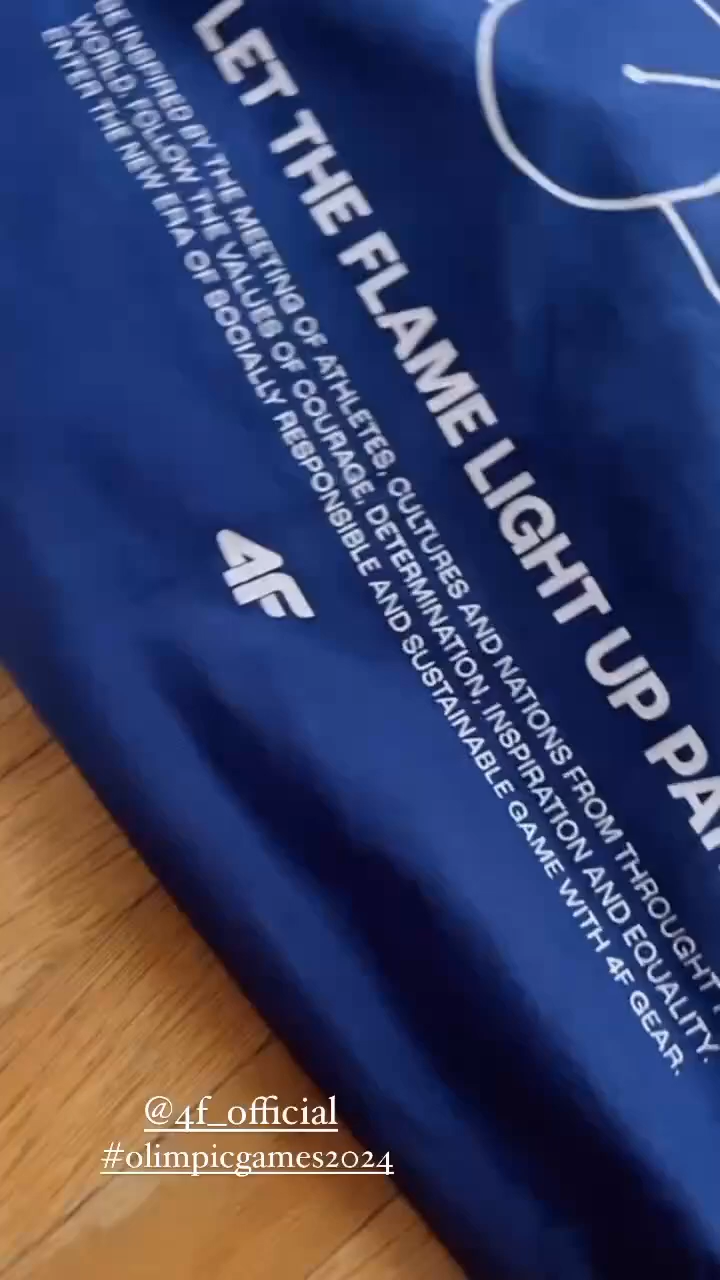 LET THE FLAME LIGHT UP
BE INSPIRED BY THE MEETING OF ATHLETES, CULTURES AND NATIONS FROM THROUGHT
WORLD. FOLLOW THE VALUES OF COURAGE, DETERMINATION, INSPIRATION AND EQUALITY.
ENTER THE NEW ERA OF SOCIALLY RESPONSIBLE AND SUSTAINABLE GAME WITH 4F GEAR.
4F
@4f_official
#olimpicgames2024